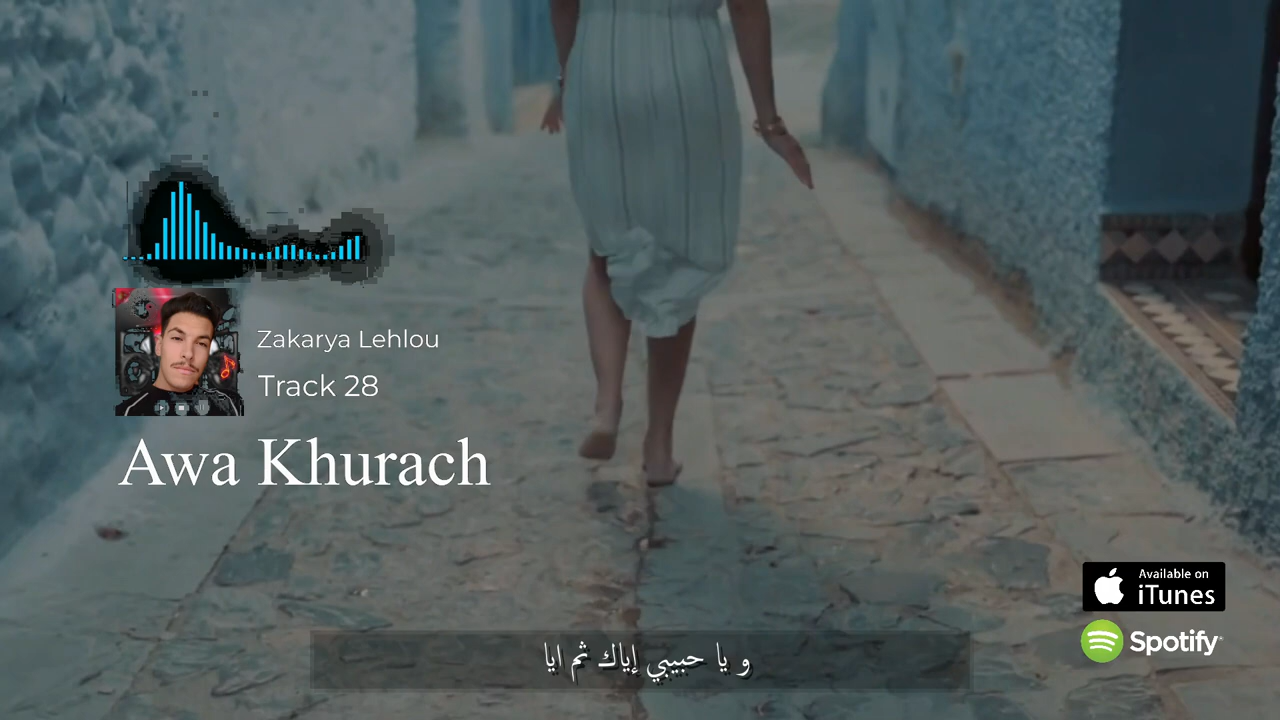 Zakarya Lehlou
Track 28
Awa Khurach
Available on
iTunes
Spotify
و يا حبيبي إياك ثم ايا